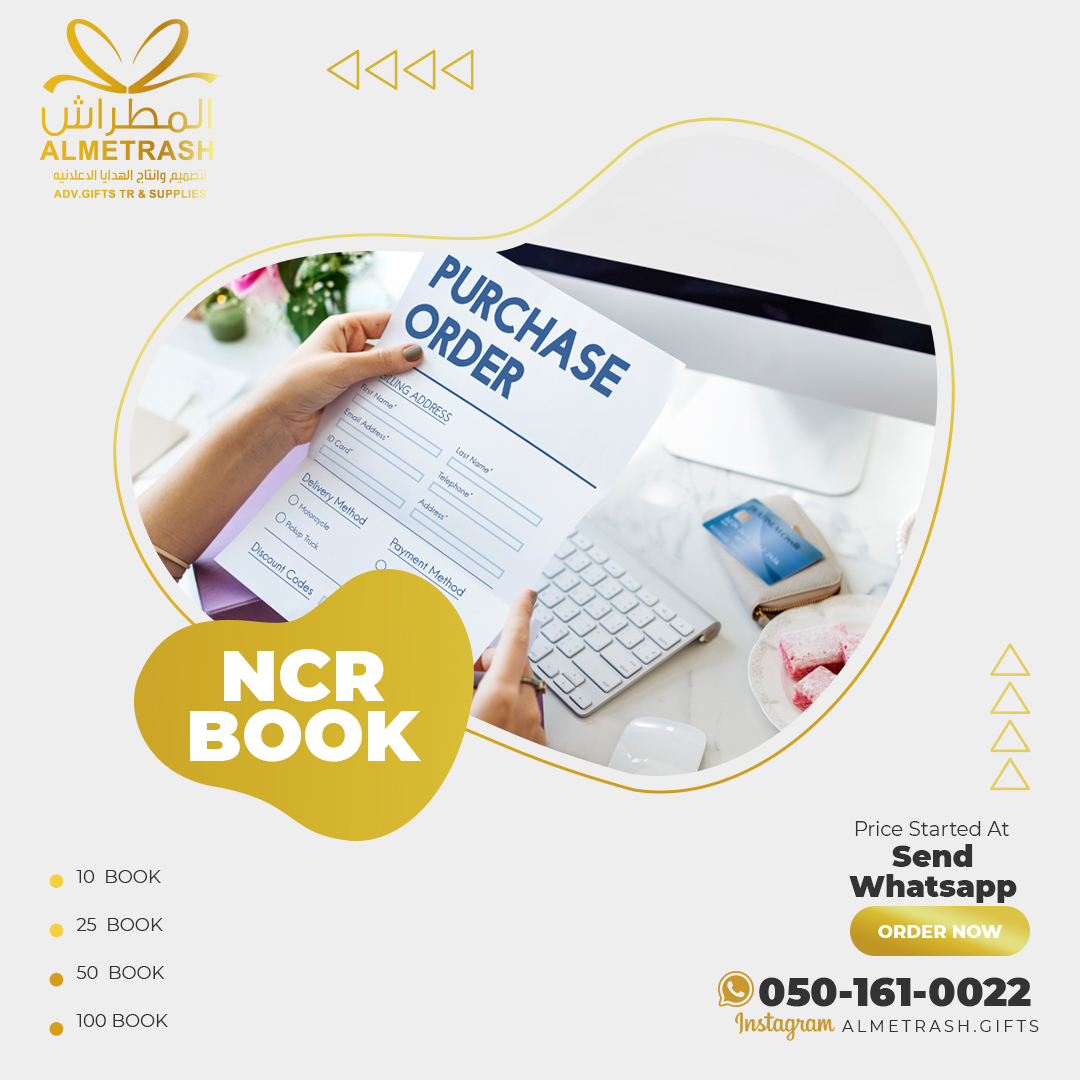 المطراش
ALMETRASH
لتصميم وانتاج الهدايا الاعلانيه
ADV.GIFTS TR & SUPPLIES
PURCHASE
ORDER
BILLING ADDRESS
First Name*
Last Name*
Email Address*
Telephone*
ID Card*
Address*
Delivery Method
Motorcycle
Pickup Truck
Payment Method
Discount Codes
NCR
BOOK
10 BOOK
25 BOOK
50 BOOK
100 BOOK
Price Started At
Send
Whatsapp
ORDER NOW
050-161-0022
Instagram ALMETRASH.GIFTS